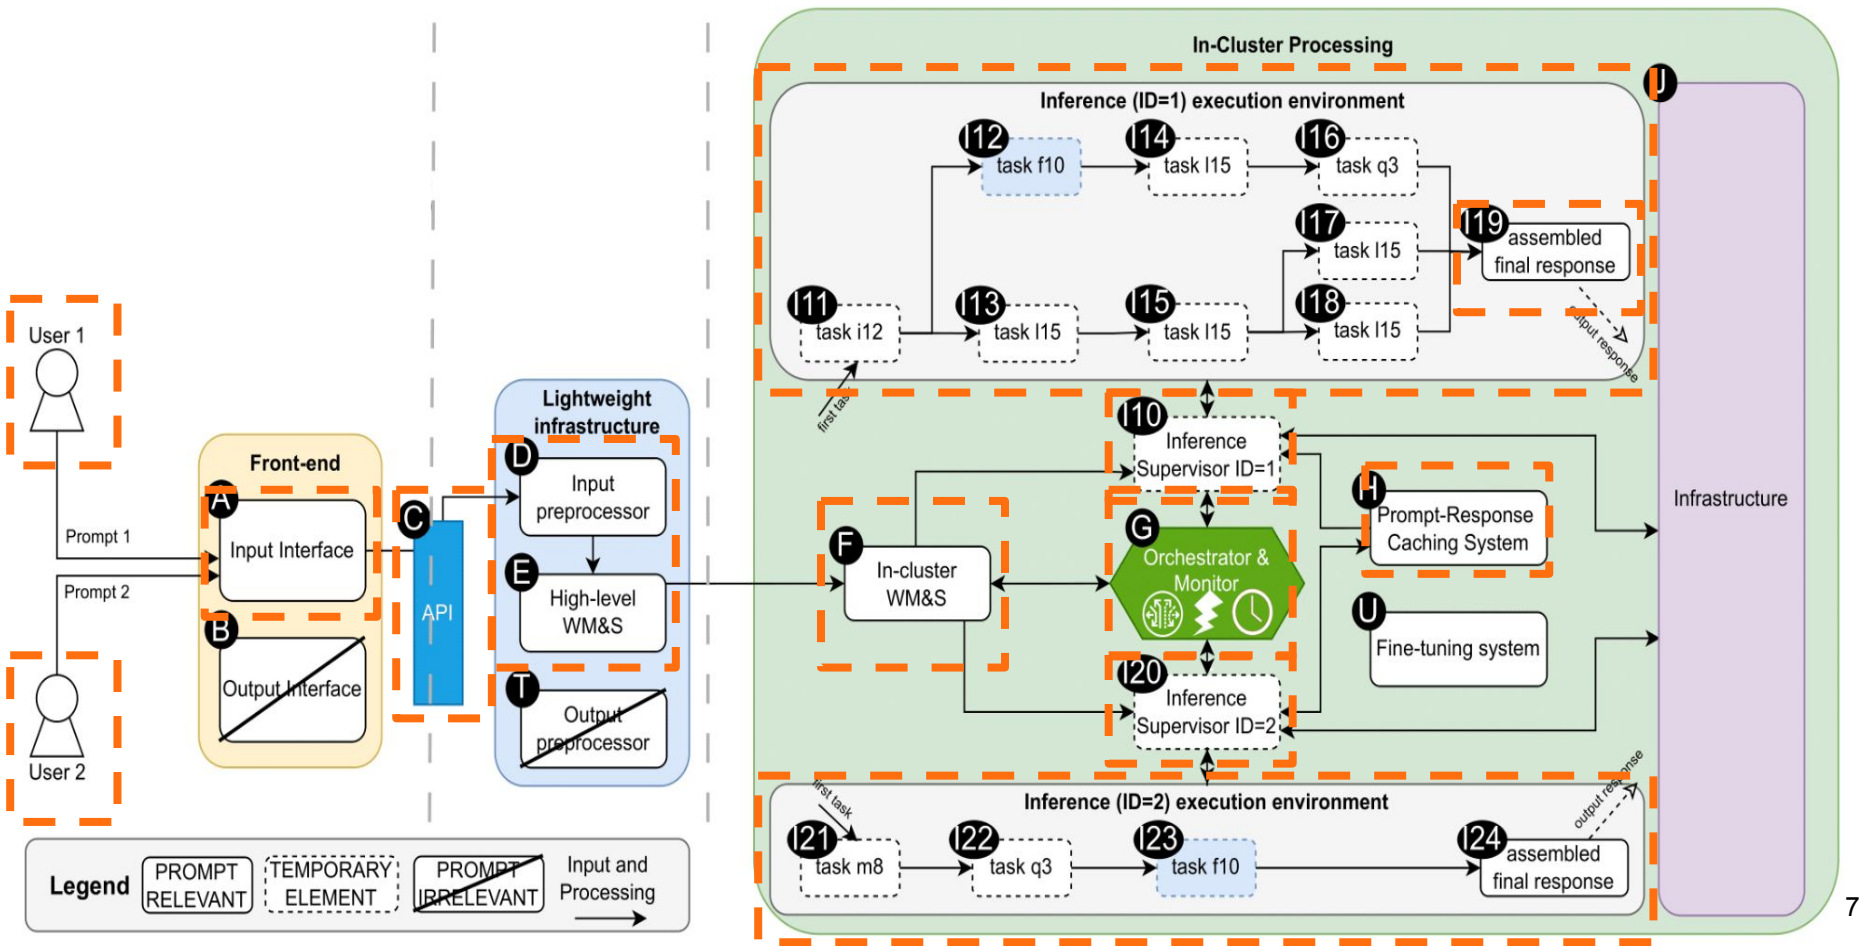 In-Cluster Processing
Inference (ID=1) execution environment
J
I12
task f10
I14
task l15
I16
task q3
I17
task l15
I19
assembled
final response
I11
task i12
I13
task l15
I15
task l15
I18
task l15
output response
first task
User 1
Prompt 1
Prompt 2
User 2
Front-end
A
Input Interface
B
Output Interface
C
API
Lightweight
infrastructure
D
Input
preprocessor
E
High-level
WM&S
T
Output
preprocessor
F
In-cluster
WM&S
I10
Inference
Supervisor ID=1
G
Orchestrator &
Monitor
I20
Inference
Supervisor ID=2
H
Prompt-Response
Caching System
U
Fine-tuning system
Infrastructure
first task
Inference (ID=2) execution environment
output response
I21
task m8
I22
task q3
I23
task f10
I24
assembled
final response
Legend
PROMPT
RELEVANT
TEMPORARY
ELEMENT
PROMPT
IRRELEVANT
Input and
Processing
7